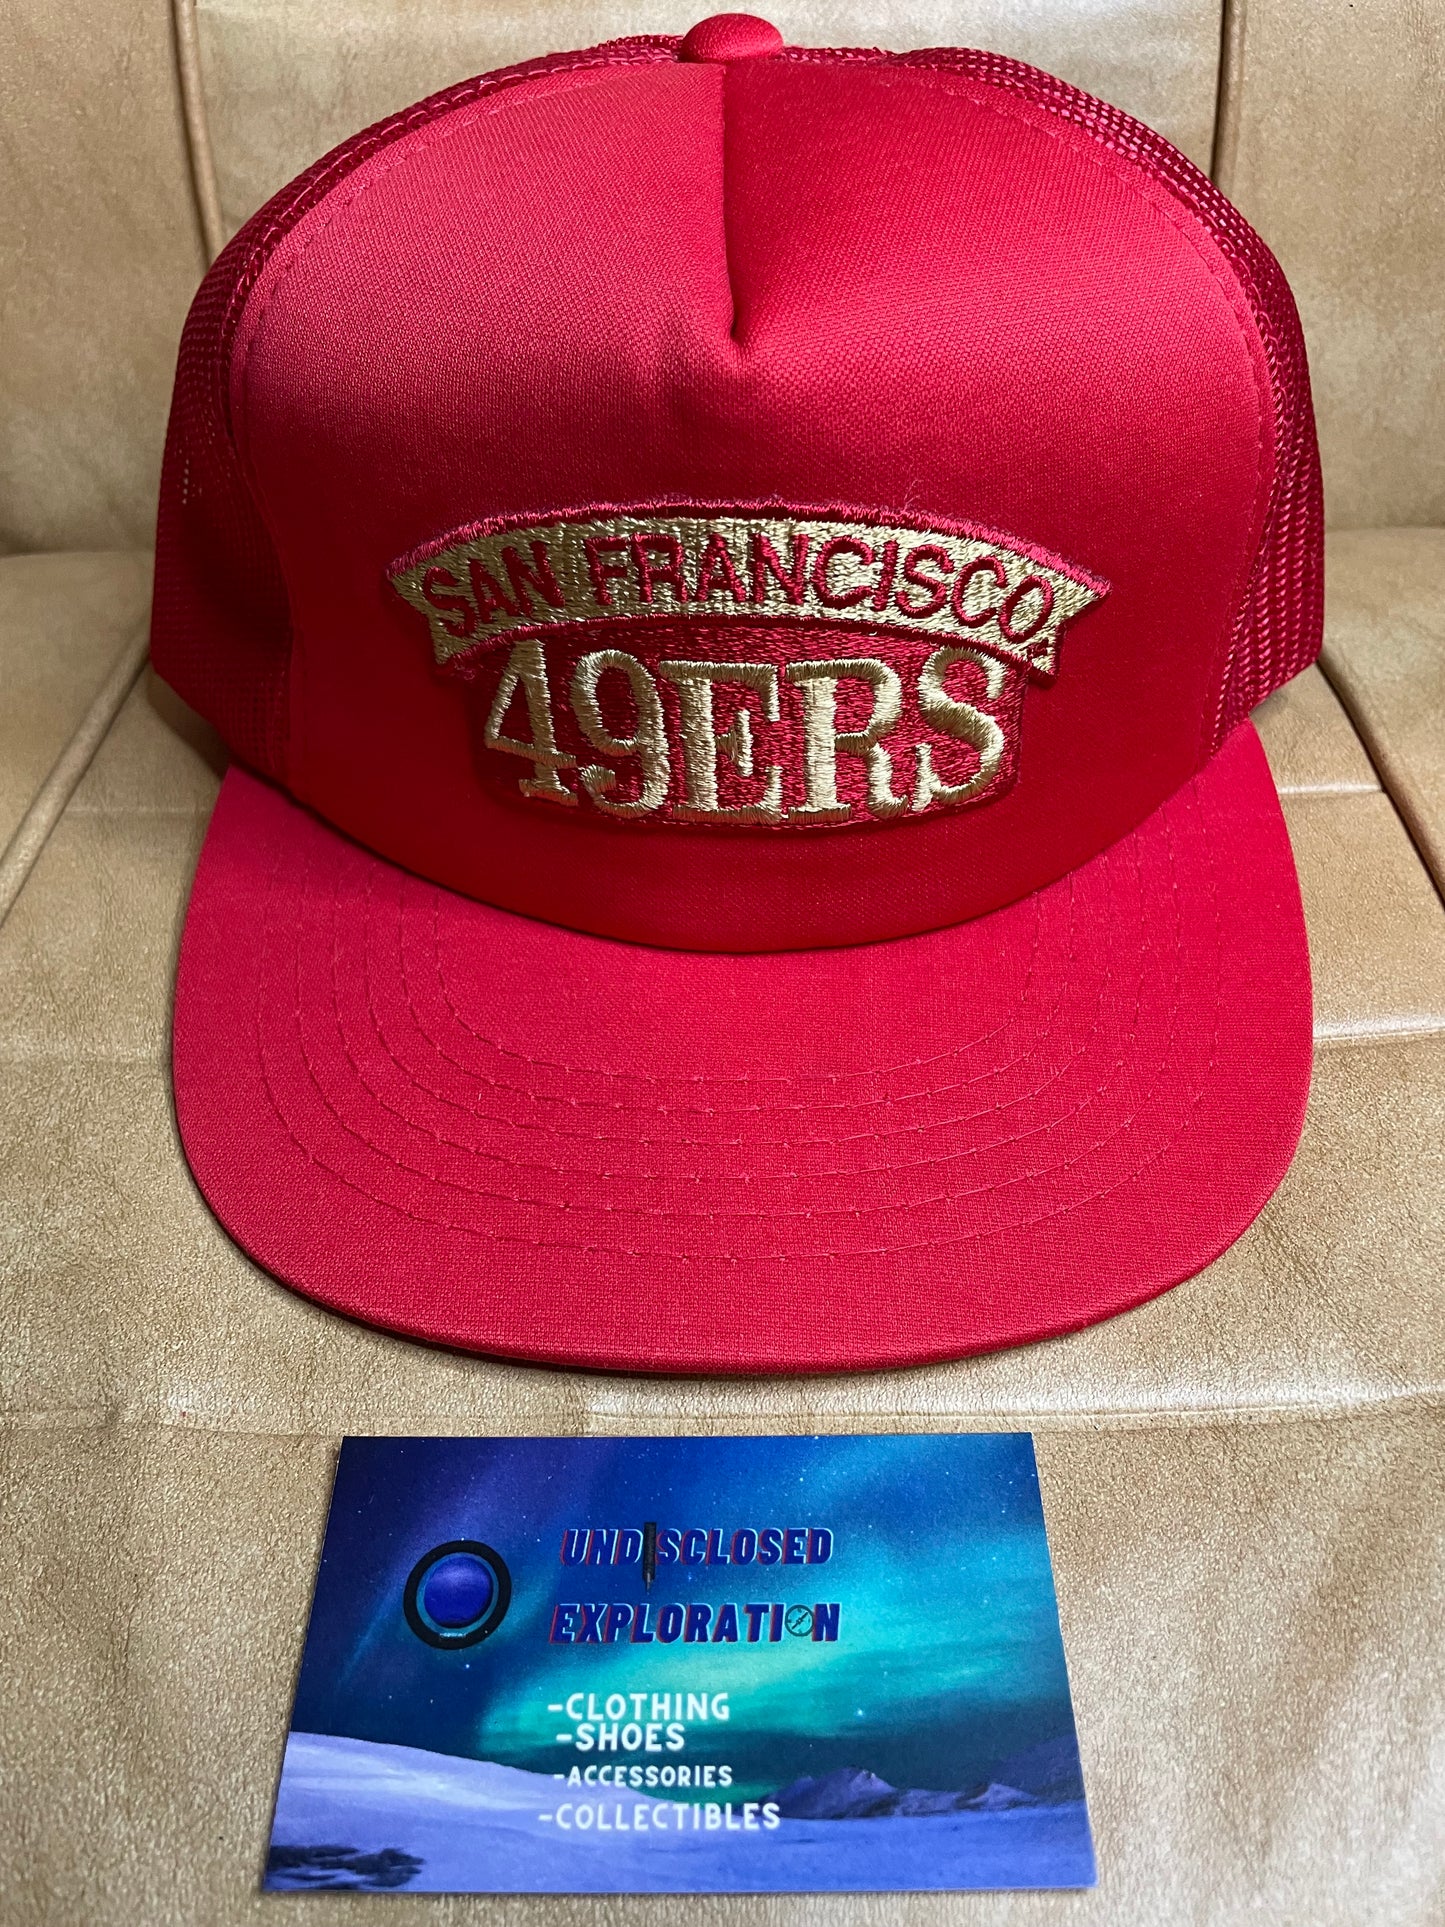 SAN FRANCISCO
49ERS
UNDISCLOSED
EXPLORATION
-CLOTHING
-SHOES
-ACCESSORIES
-COLLECTIBLES